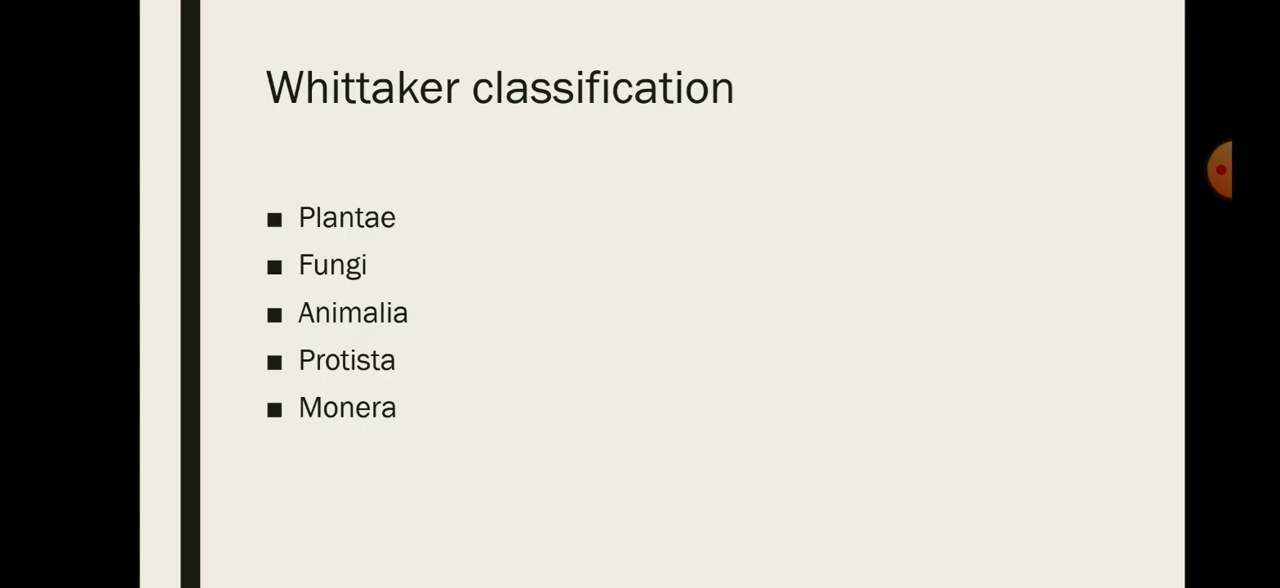 Whittaker classification
■ Plantae
■ Fungi
■ Animalia
■ Protista
■ Monera